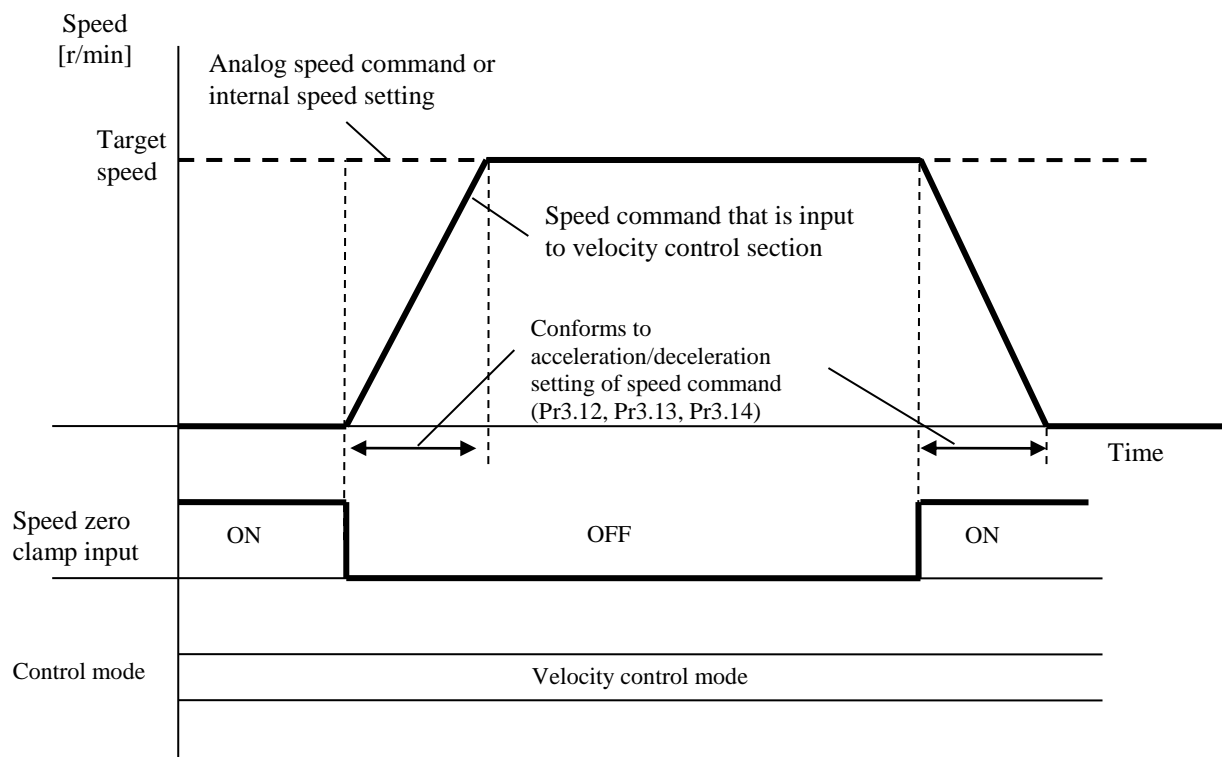 Speed
[r/min]
Analog speed command or
internal speed setting
Target
speed
Speed command that is input
to velocity control section
Conforms to
acceleration/deceleration
setting of speed command
(Pr3.12, Pr3.13, Pr3.14)
Time
Speed zero
clamp input
ON
OFF
ON
Control mode
Velocity control mode